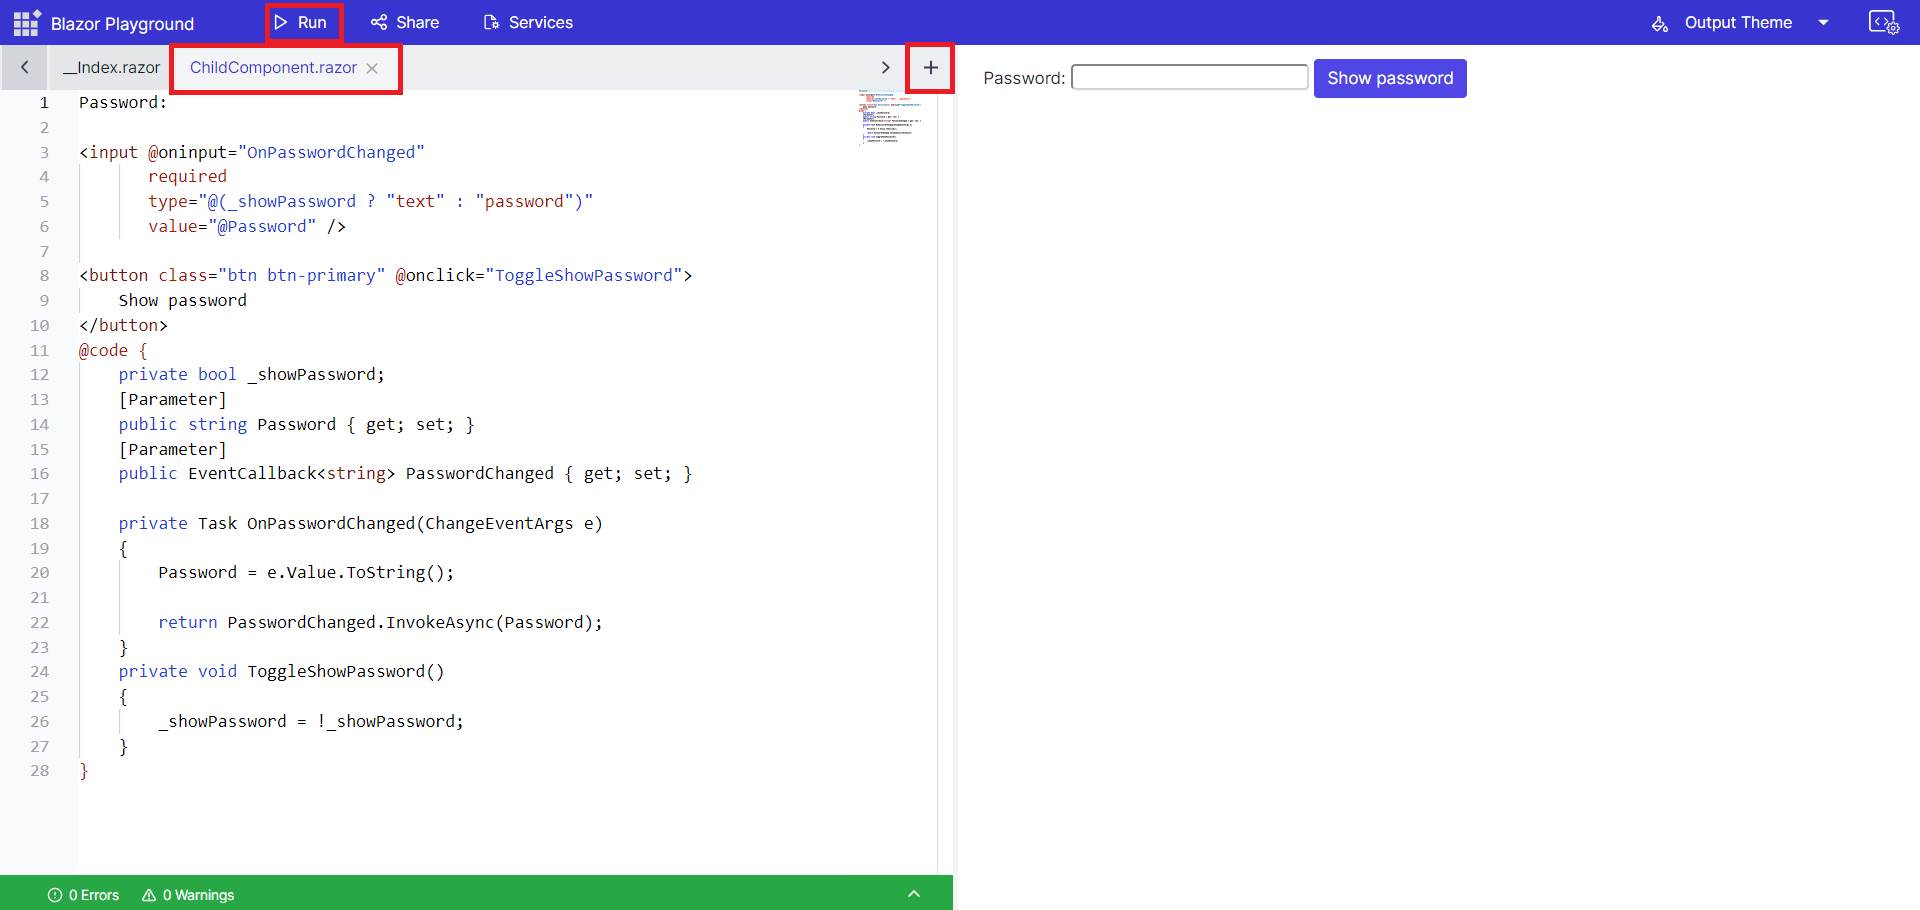 Blazor Playground Run Share Services Output Theme
__Index.razor ChildComponent.razor
Password: Show password
1 Password:
2
3 <input @oninput="OnPasswordChanged"
4 required
5 type="@(_showPassword ? "text" : "password")"
6 value="@Password" />
7
8 <button class="btn btn-primary" @onclick="ToggleShowPassword">
9 Show password
10 </button>
11 @code {
12 private bool _showPassword;
13 [Parameter]
14 public string Password { get; set; }
15 [Parameter]
16 public EventCallback<string> PasswordChanged { get; set; }
17
18 private Task OnPasswordChanged(ChangeEventArgs e)
19 {
20 Password = e.Value.ToString();
21
22 return PasswordChanged.InvokeAsync(Password);
23 }
24 private void ToggleShowPassword()
25 {
26 _showPassword = !_showPassword;
27 }
28 }
0 Errors 0 Warnings